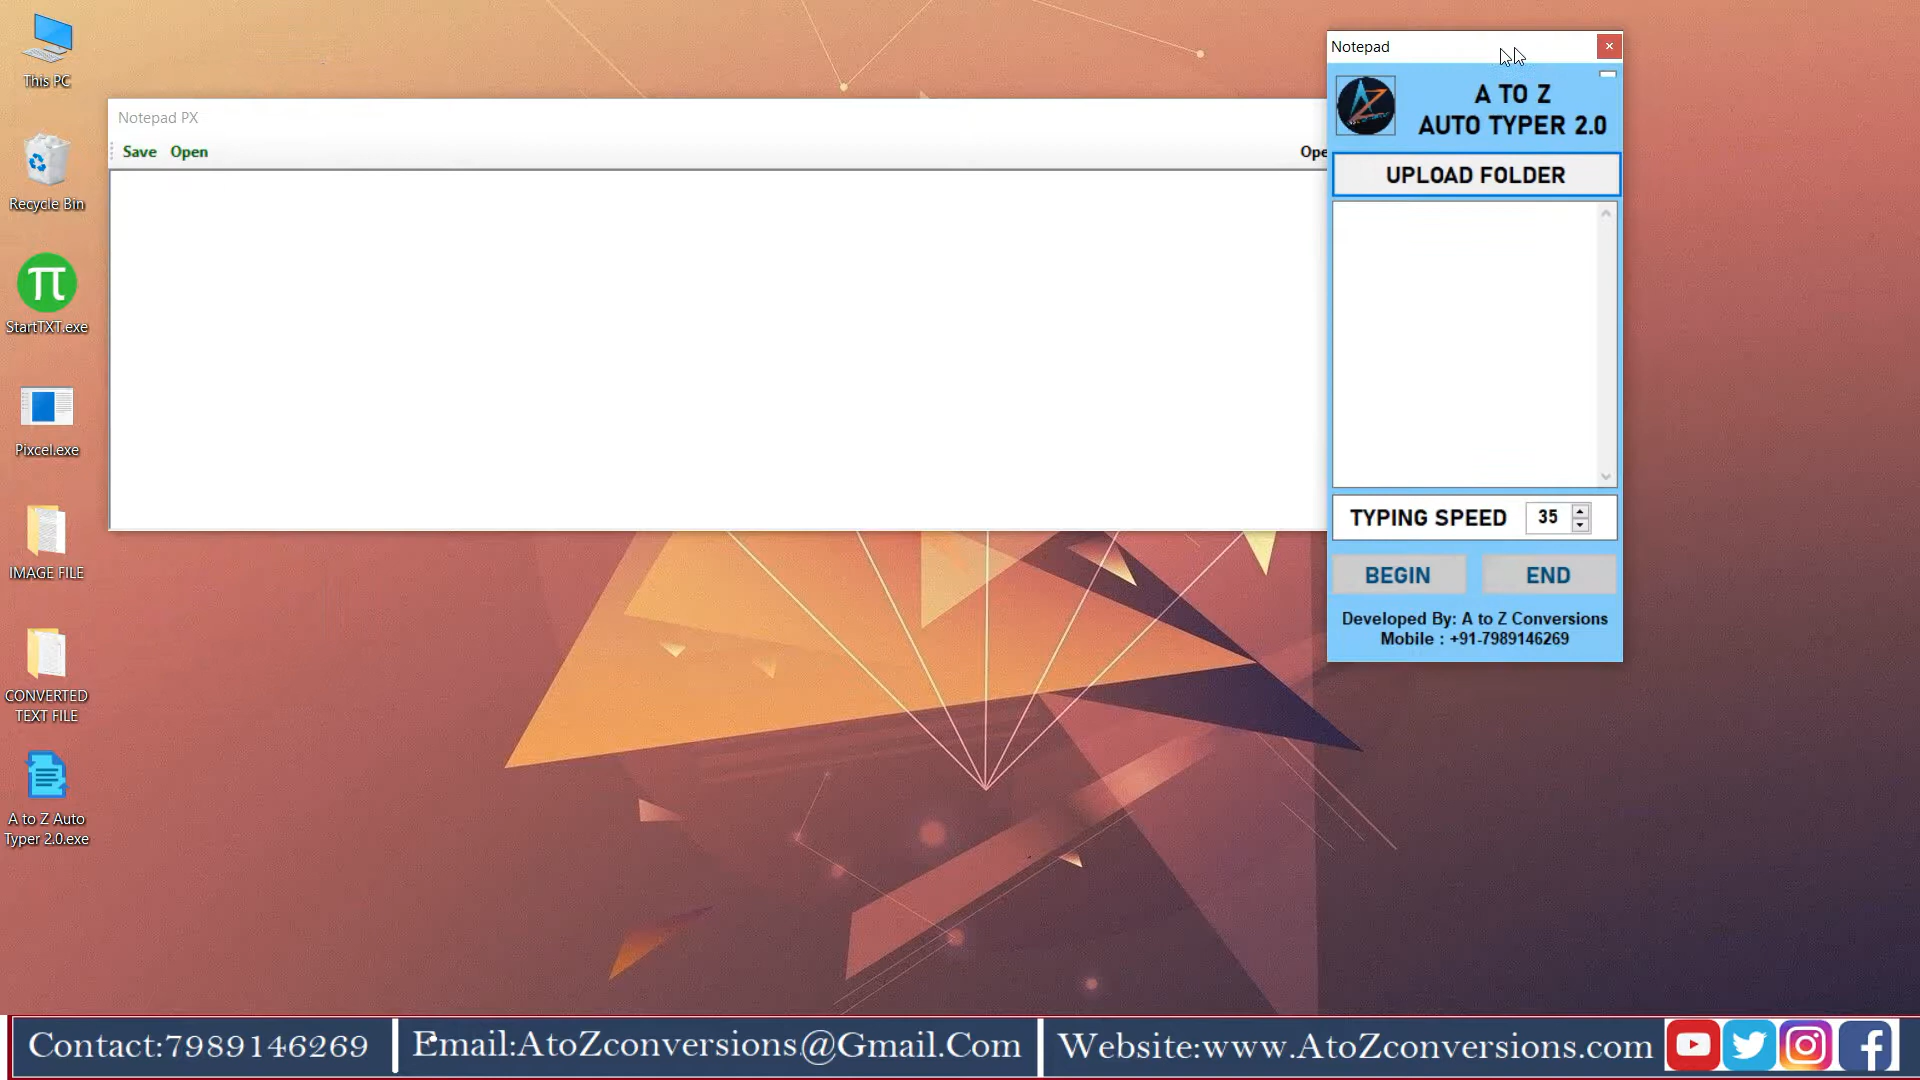 This PC
Recycle Bin
StartTXT.exe
Pixcel.exe
IMAGE FILE
CONVERTED
TEXT FILE
A to Z Auto
Typer 2.0.exe
Notepad PX
Save Open
Ope
Notepad
A TO Z
AUTO TYPER 2.0
UPLOAD FOLDER
TYPING SPEED 35
BEGIN END
Developed By: A to Z Conversions
Mobile : +91-7989146269
Contact:7989146269 Email:AtoZconversions@Gmail.Com Website:www.AtoZconversions.com